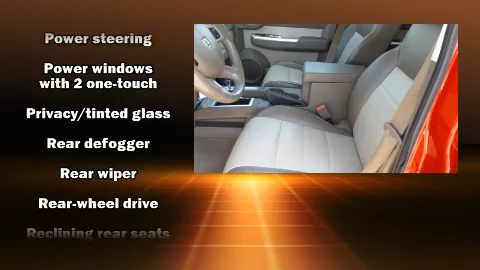 Power steering
Power windows
with 2 one-touch
Privacy/tinted glass
Rear defogger
Rear wiper
Rear-wheel drive
Reclining rear seats